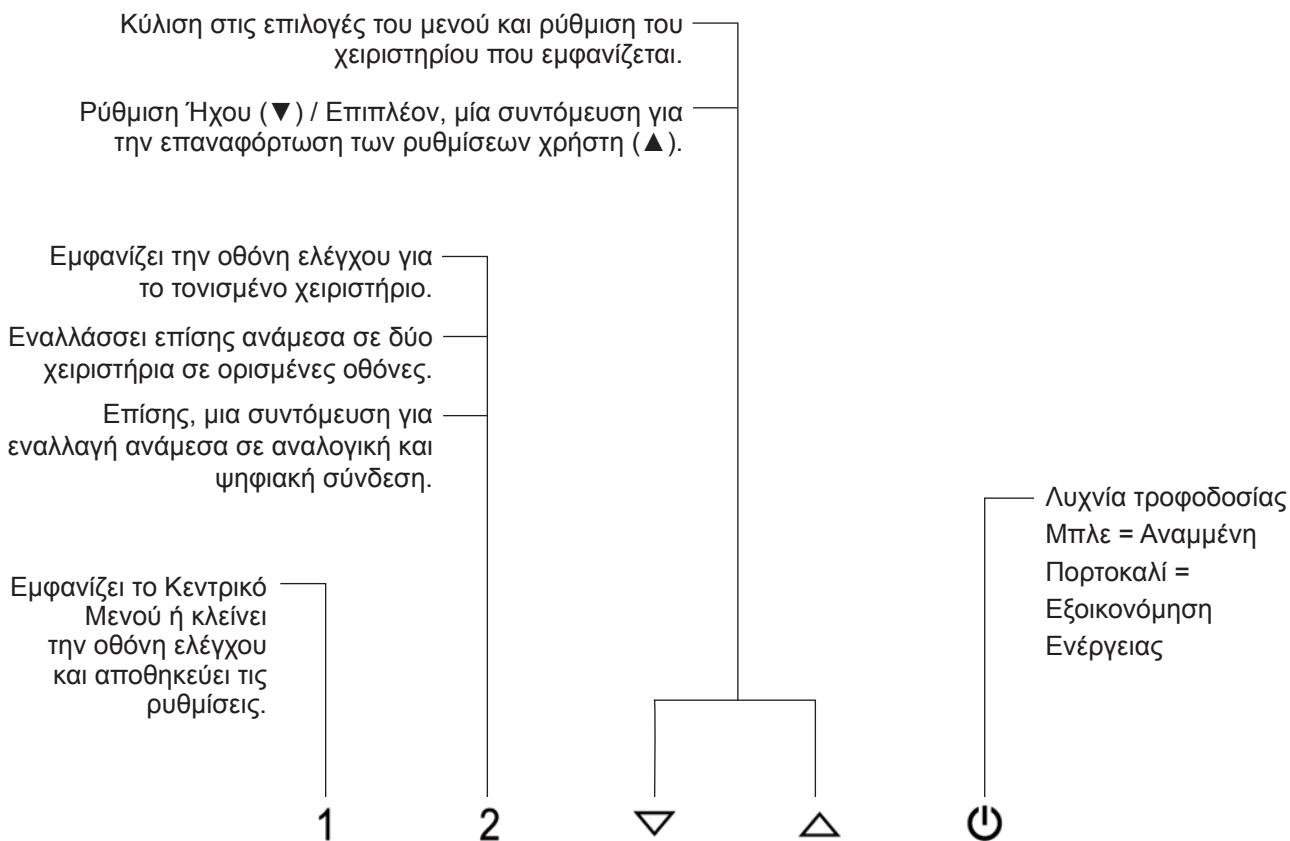 Κύλιση στις επιλογές του μενού και ρύθμιση του
χειριστηρίου που εμφανίζεται.
Ρύθμιση Ήχου (▼) / Επιπλέον, μία συντόμευση για
την επαναφόρτωση των ρυθμίσεων χρήστη (▲).
Εμφανίζει την οθόνη ελέγχου για
το τονισμένο χειριστήριο.
Εναλλάσσει επίσης ανάμεσα σε δύο
χειριστήρια σε ορισμένες οθόνες.
Επίσης, μια συντόμευση για
εναλλαγή ανάμεσα σε αναλογική και
ψηφιακή σύνδεση.
Εμφανίζει το Κεντρικό
Μενού ή κλείνει
την οθόνη ελέγχου
και αποθηκεύει τις
ρυθμίσεις.
Λυχνία τροφοδοσίας
Μπλε = Αναμμένη
Πορτοκαλί =
Εξοικονόμηση
Ενέργειας
1 2